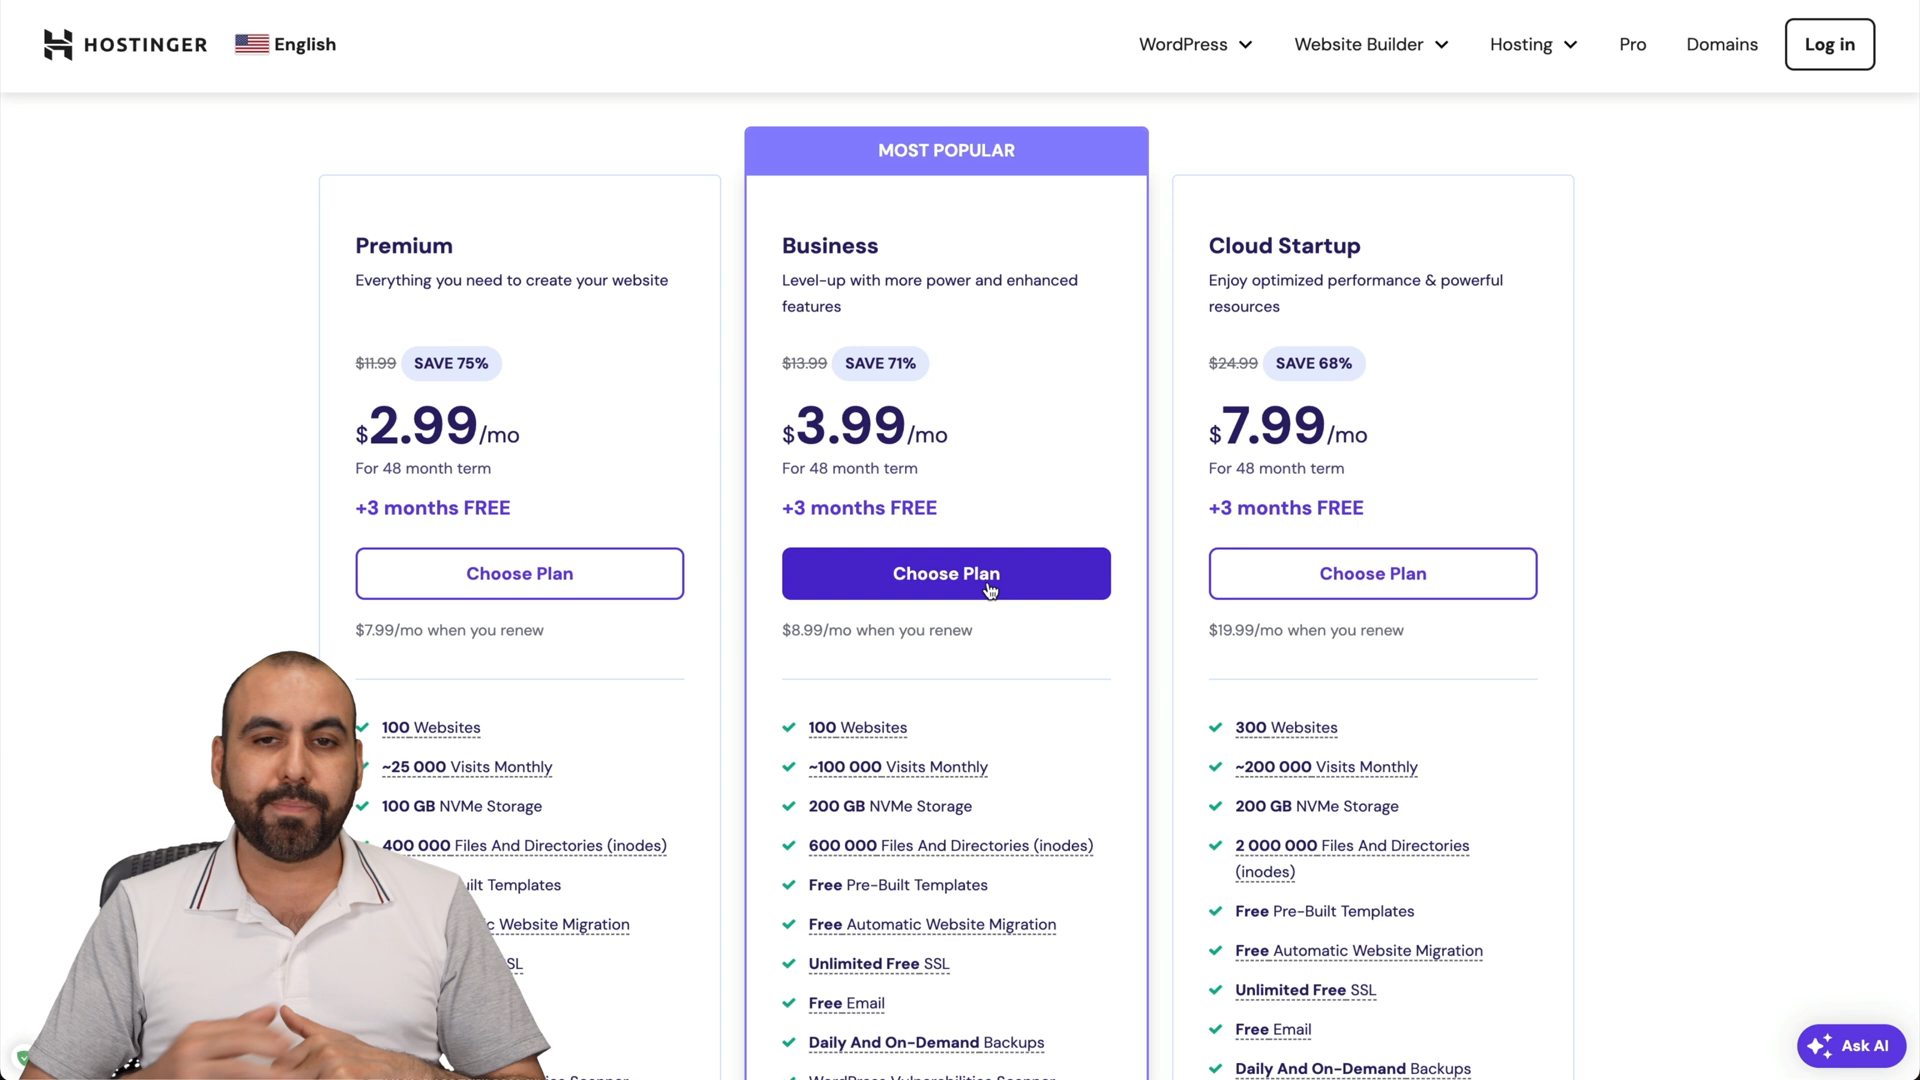 HOSTINGER English WordPress Website Builder Hosting Pro Domains Log in
MOST POPULAR
Premium
Everything you need to create your website
$11.99 SAVE 75%
$2.99/mo
For 48 month term
+3 months FREE
Choose Plan
$7.99/mo when you renew
100 Websites
~25 000 Visits Monthly
100 GB NVMe Storage
400 000 Files And Directories (inodes)
Templates
Website Migration
SL
Business
Level-up with more power and enhanced
features
$13.99 SAVE 71%
$3.99/mo
For 48 month term
+3 months FREE
Choose Plan
$8.99/mo when you renew
100 Websites
~100 000 Visits Monthly
200 GB NVMe Storage
600 000 Files And Directories (inodes)
Free Pre-Built Templates
Free Automatic Website Migration
Unlimited Free SSL
Free Email
Daily And On-Demand Backups
Cloud Startup
Enjoy optimized performance & powerful
resources
$24.99 SAVE 68%
$7.99/mo
For 48 month term
+3 months FREE
Choose Plan
$19.99/mo when you renew
300 Websites
~200 000 Visits Monthly
200 GB NVMe Storage
2 000 000 Files And Directories
(inodes)
Free Pre-Built Templates
Free Automatic Website Migration
Unlimited Free SSL
Free Email
Daily And On-Demand Backups
Ask AI